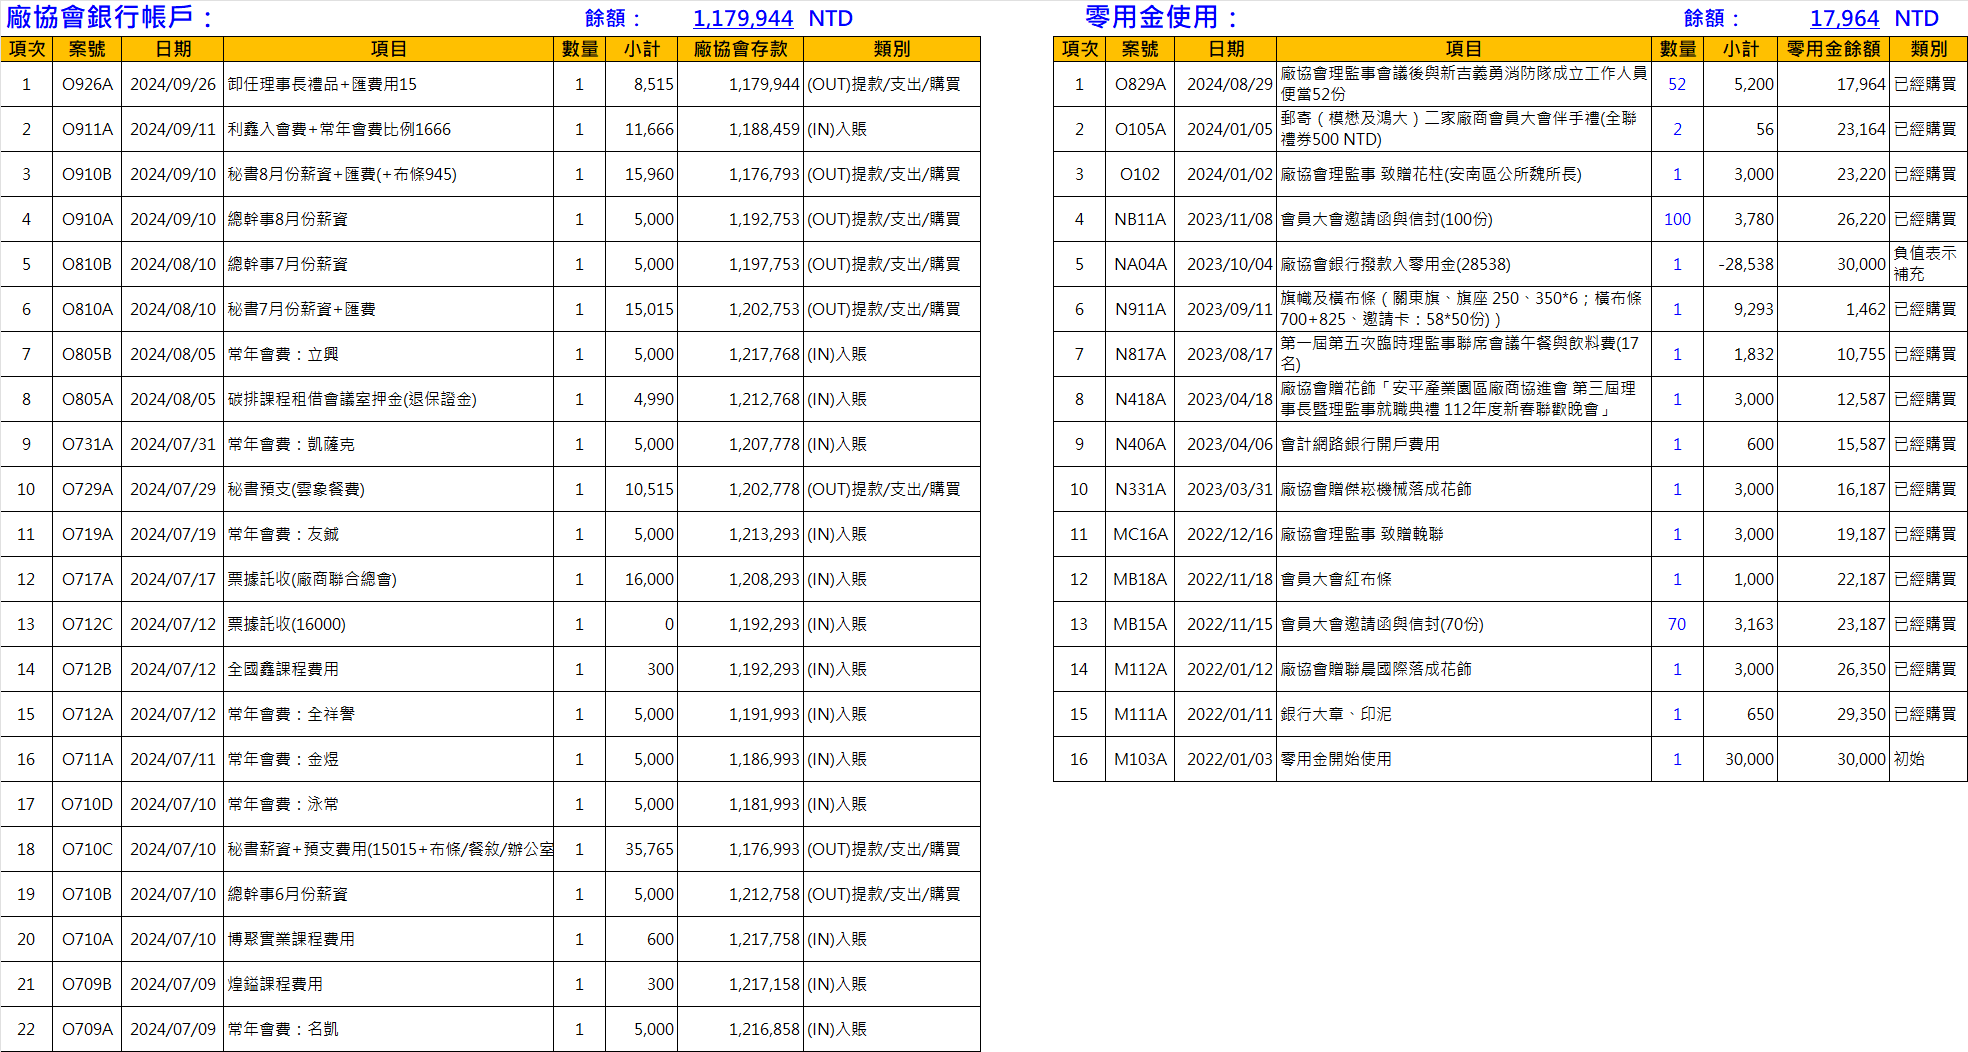 廠協會銀行帳戶： 餘額： 1,179,944 NTD
項次 案號 日期 項目 數量 小計 廠協會存款 類別
1 O926A 2024/09/26 卸任理事長禮品+匯費用15 1 8,515 1,179,944 (OUT)提款/支出/購買
2 O911A 2024/09/11 利鑫入會費+常年會費比例1666 1 11,666 1,188,459 (IN)入賬
3 O910B 2024/09/10 秘書8月份薪資+匯費(+布條945) 1 15,960 1,176,793 (OUT)提款/支出/購買
4 O910A 2024/09/10 總幹事8月份薪資 1 5,000 1,192,753 (OUT)提款/支出/購買
5 O810B 2024/08/10 總幹事7月份薪資 1 5,000 1,197,753 (OUT)提款/支出/購買
6 O810A 2024/08/10 秘書7月份薪資+匯費 1 15,015 1,202,753 (OUT)提款/支出/購買
7 O805B 2024/08/05 常年會費：立興 1 5,000 1,217,768 (IN)入賬
8 O805A 2024/08/05 碳排課程租借會議室押金(退保證金) 1 4,990 1,212,768 (IN)入賬
9 O731A 2024/07/31 常年會費：凱薩克 1 5,000 1,207,778 (IN)入賬
10 O729A 2024/07/29 秘書預支(雲象餐費) 1 10,515 1,202,778 (OUT)提款/支出/購買
11 O719A 2024/07/19 常年會費：友鋮 1 5,000 1,213,293 (IN)入賬
12 O717A 2024/07/17 票據託收(廠商聯合總會) 1 16,000 1,208,293 (IN)入賬
13 O712C 2024/07/12 票據託收(16000) 1 0 1,192,293 (IN)入賬
14 O712B 2024/07/12 全國鑫課程費用 1 300 1,192,293 (IN)入賬
15 O712A 2024/07/12 常年會費：全祥譽 1 5,000 1,191,993 (IN)入賬
16 O711A 2024/07/11 常年會費：金煜 1 5,000 1,186,993 (IN)入賬
17 O710D 2024/07/10 常年會費：泳常 1 5,000 1,181,993 (IN)入賬
18 O710C 2024/07/10 秘書薪資+預支費用(15015+布條/餐敘/辦公室 1 35,765 1,176,993 (OUT)提款/支出/購買
19 O710B 2024/07/10 總幹事6月份薪資 1 5,000 1,212,758 (OUT)提款/支出/購買
20 O710A 2024/07/10 博聚實業課程費用 1 600 1,217,758 (IN)入賬
21 O709B 2024/07/09 煌鎰課程費用 1 300 1,217,158 (IN)入賬
22 O709A 2024/07/09 常年會費：名凱 1 5,000 1,216,858 (IN)入賬
零用金使用： 餘額： 17,964 NTD
項次 案號 日期 項目 數量 小計 零用金餘額 類別
1 O829A 2024/08/29 廠協會理監事會議後與新吉義勇消防隊成立工作人員
便當52份 52 5,200 17,964 已經購買
2 O105A 2024/01/05 郵寄（模懋及鴻大）二家廠商會員大會伴手禮(全聯
禮券500 NTD) 2 56 23,164 已經購買
3 O102 2024/01/02 廠協會理監事 致贈花柱(安南區公所魏所長) 1 3,000 23,220 已經購買
4 NB11A 2023/11/08 會員大會邀請函與信封(100份) 100 3,780 26,220 已經購買
5 NA04A 2023/10/04 廠協會銀行撥款入零用金(28538) 1 -28,538 30,000 負值表示
補充
6 N911A 2023/09/11 旗幟及橫布條（關東旗、旗座 250、350*6；橫布條
700+825、邀請卡：58*50份)） 1 9,293 1,462 已經購買
7 N817A 2023/08/17 第一屆第五次臨時理監事聯席會議午餐與飲料費(17
名) 1 1,832 10,755 已經購買
8 N418A 2023/04/18 廠協會贈花飾「安平產業園區廠商協進會 第三屆理
事長暨理監事就職典禮 112年度新春聯歡晚會」 1 3,000 12,587 已經購買
9 N406A 2023/04/06 會計網路銀行開戶費用 1 600 15,587 已經購買
10 N331A 2023/03/31 廠協會贈傑崧機械落成花飾 1 3,000 16,187 已經購買
11 MC16A 2022/12/16 廠協會理監事 致贈輓聯 1 3,000 19,187 已經購買
12 MB18A 2022/11/18 會員大會紅布條 1 1,000 22,187 已經購買
13 MB15A 2022/11/15 會員大會邀請函與信封(70份) 70 3,163 23,187 已經購買
14 M112A 2022/01/12 廠協會贈聯晨國際落成花飾 1 3,000 26,350 已經購買
15 M111A 2022/01/11 銀行大章、印泥 1 650 29,350 已經購買
16 M103A 2022/01/03 零用金開始使用 1 30,000 30,000 初始